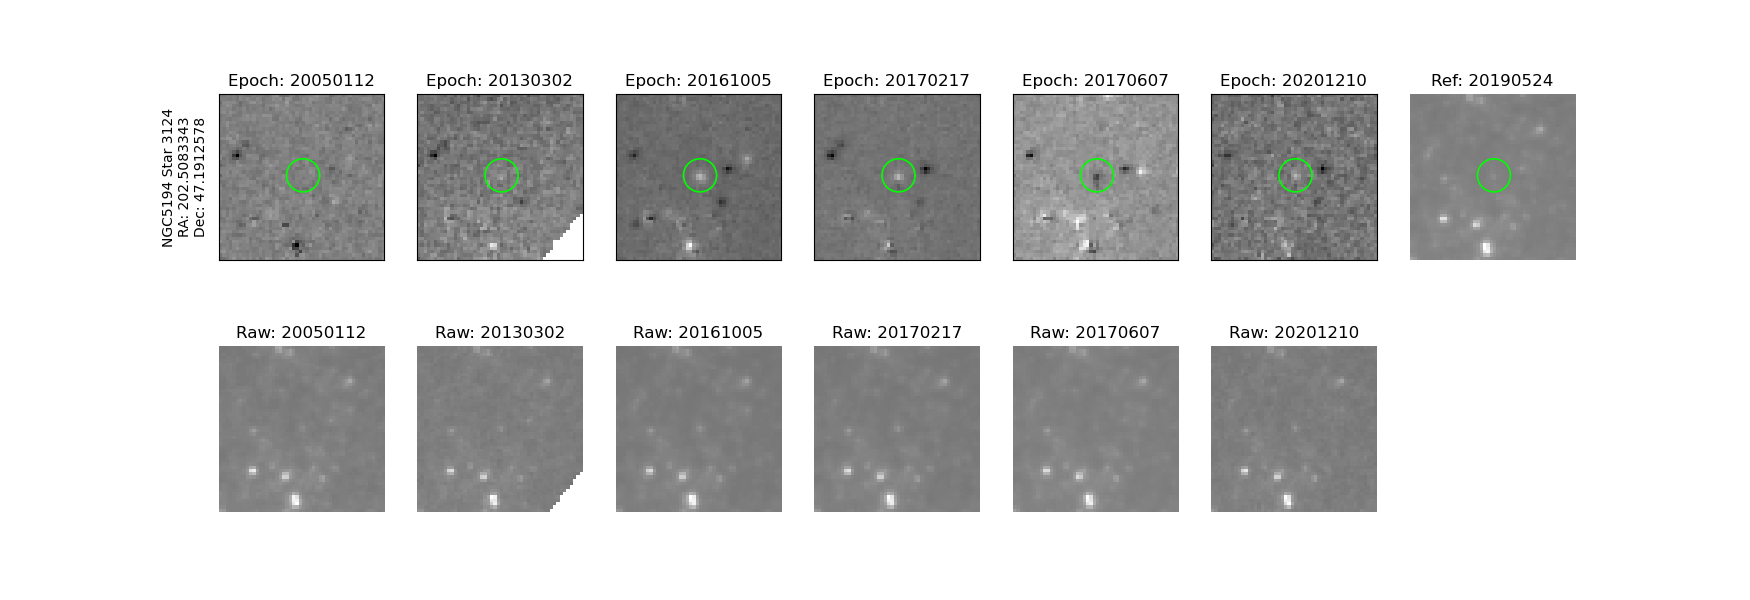 NGC5194 Star 3124
RA: 202.5083343
Dec: 47.1912578
Epoch: 20050112
Epoch: 20130302
Epoch: 20161005
Epoch: 20170217
Epoch: 20170607
Epoch: 20201210
Ref: 20190524
Raw: 20050112
Raw: 20130302
Raw: 20161005
Raw: 20170217
Raw: 20170607
Raw: 20201210